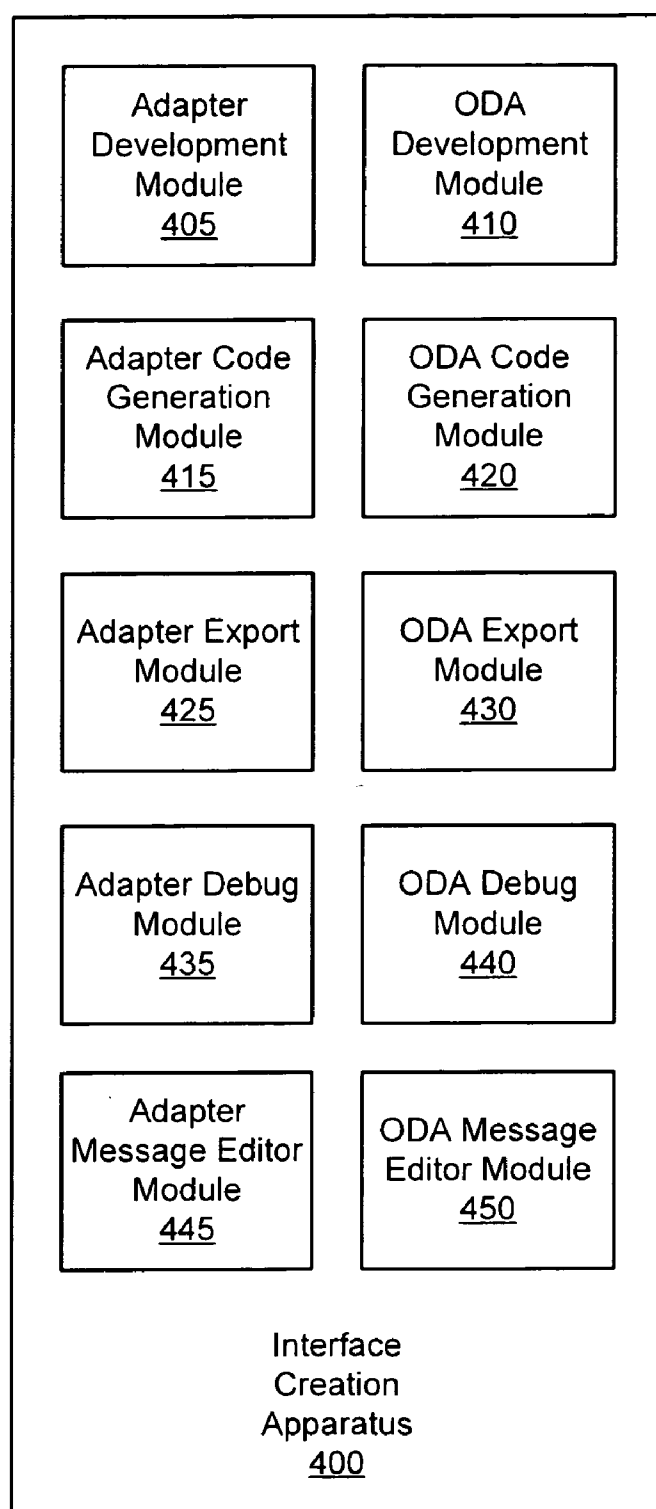 Adapter
Development
Module
405
ODA
Development
Module
410
Adapter Code
Generation
Module
415
ODA Code
Generation
Module
420
Adapter Export
Module
425
ODA Export
Module
430
Adapter Debug
Module
435
ODA Debug
Module
440
Adapter
Message Editor
Module
445
ODA Message
Editor Module
450
Interface
Creation
Apparatus
400